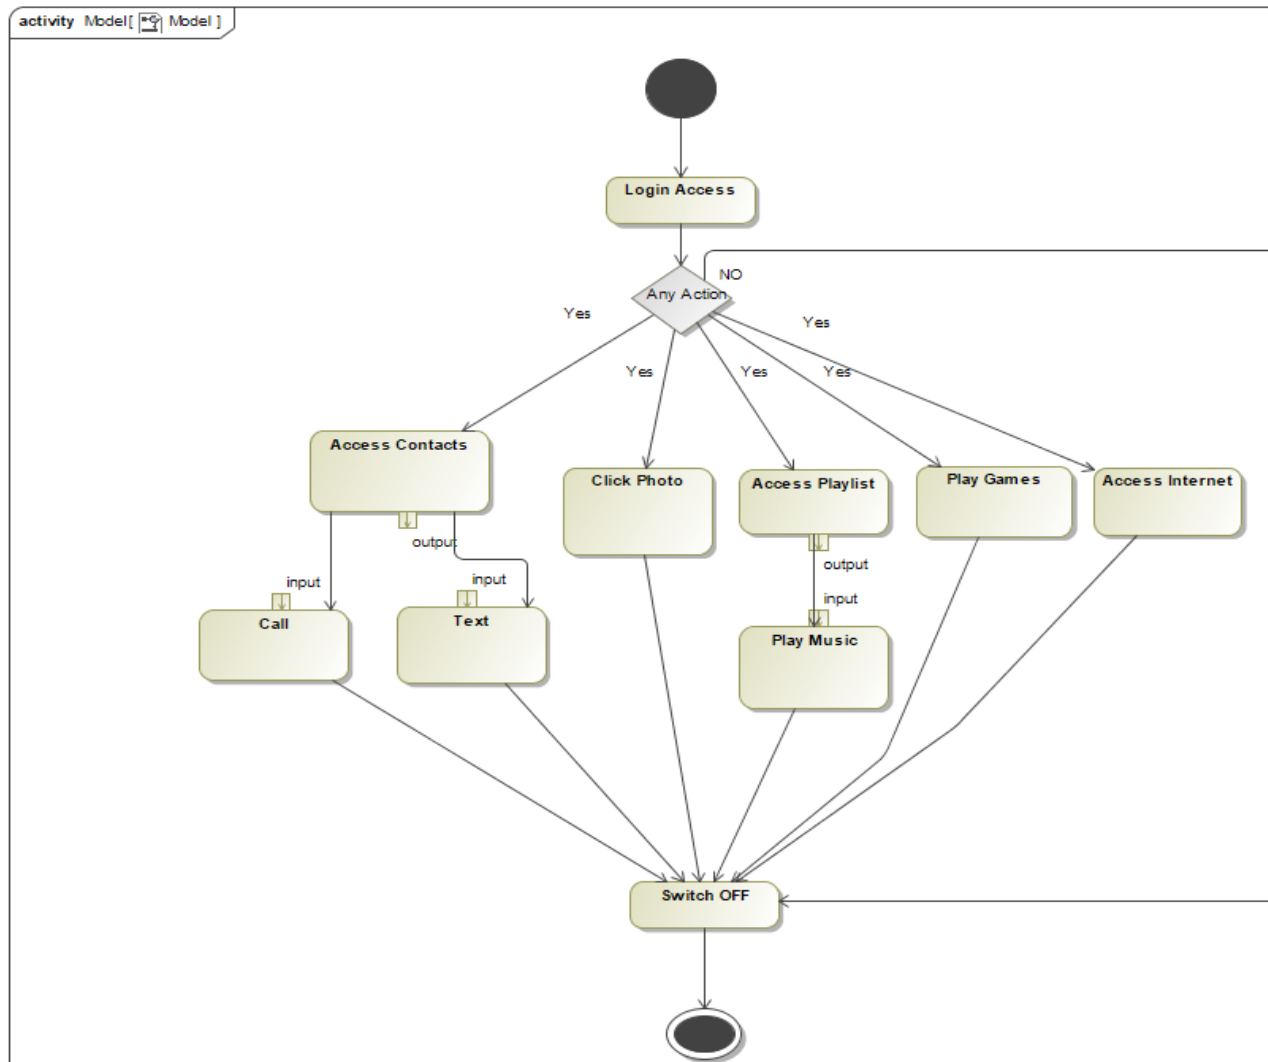 activity Model[ Model ]
Login Access
NO
Any Action
Yes
Yes
Yes
Yes
Yes
Access Contacts
Click Photo
Access Playlist
Play Games
Access Internet
output
output
input
input
input
Call
Text
Play Music
Switch OFF